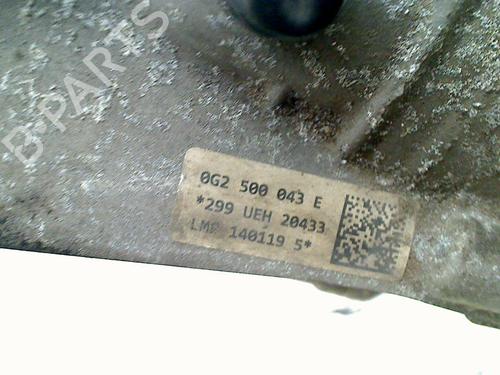 B-PARTS
0G2 500 043 E
*299 UEH 20433
LMP 140119 5*